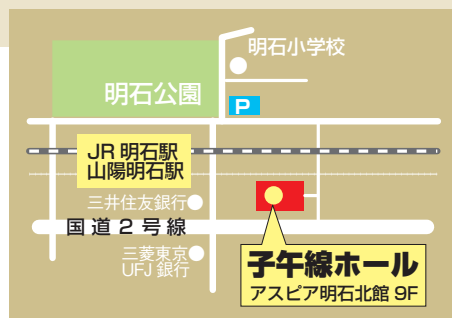 明石小学校
明石公園
P
JR 明石駅
山陽明石駅
三井住友銀行
国道2号線
三菱東京
UFJ 銀行
子午線ホール
アスピア明石北館 9F